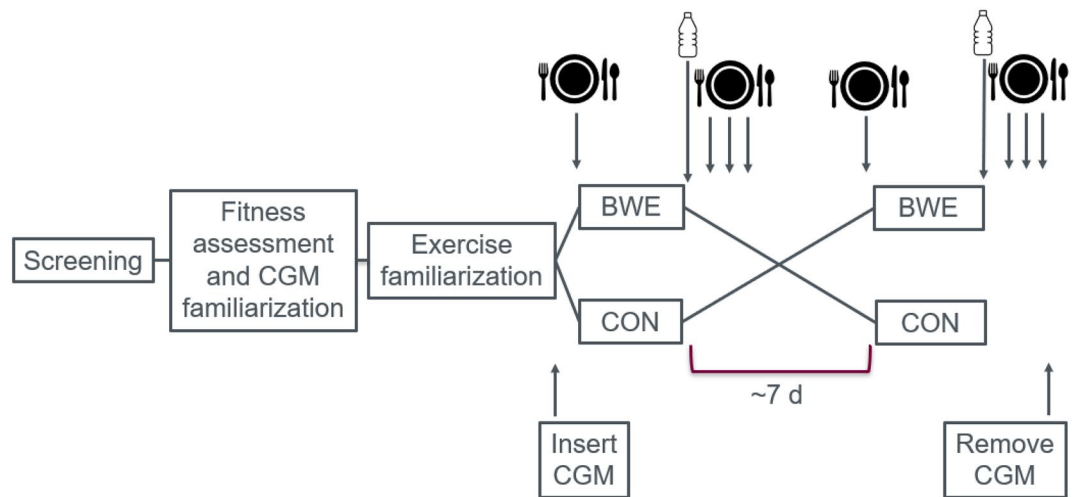 Screening
Fitness
assessment
and CGM
familiarization
Exercise
familiarization
BWE
CON
BWE
CON
~7 d
Insert
CGM
Remove
CGM